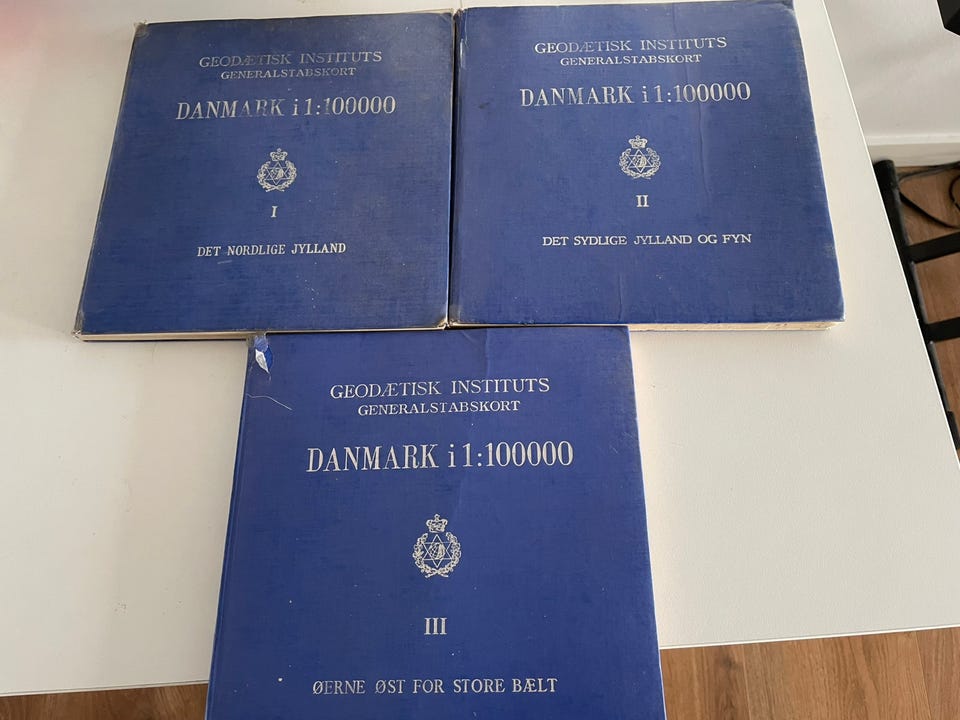 GEODÆTISK INSTITUTS
GENERALSTABSKORT
DANMARK i 1:100000
I
DET NORDLIGE JYLLAND
GEODÆTISK INSTITUTS
GENERALSTABSKORT
DANMARK i 1:100000
II
DET SYDLIGE JYLLAND OG FYN
GEODÆTISK INSTITUTS
GENERALSTABSKORT
DANMARK i 1:100000
III
ØERNE ØST FOR STORE BÆLT